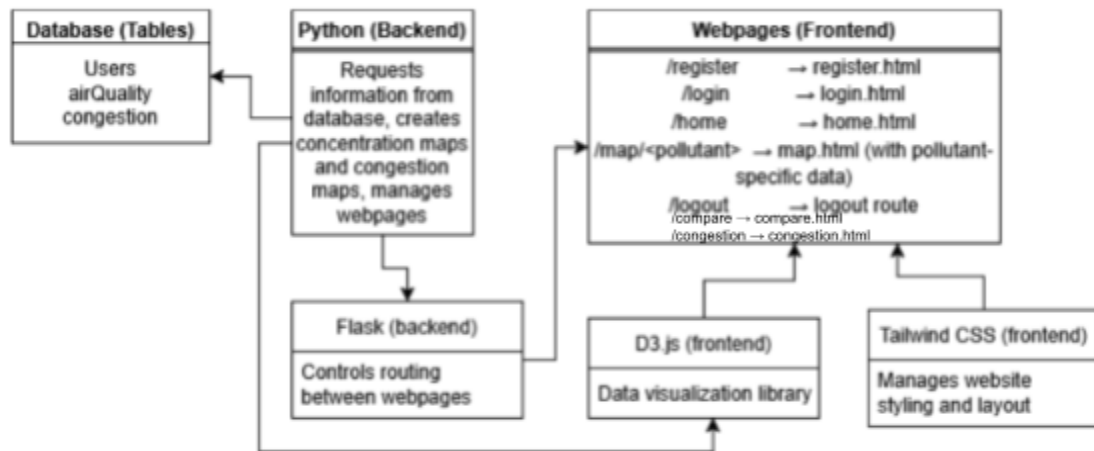 Database (Tables)
Users
airQuality
congestion
Python (Backend)
Requests
information from
database, creates
concentration maps
and congestion
maps, manages
webpages
Webpages (Frontend)
/register → register.html
/login → login.html
/home → home.html
/map/<pollutant> → map.html (with pollutant-
specific data)
/logout → logout route
/compare → compare.html
/congestion → congestion.html
Flask (backend)
Controls routing
between webpages
D3.js (frontend)
Data visualization library
Tailwind CSS (frontend)
Manages website
styling and layout